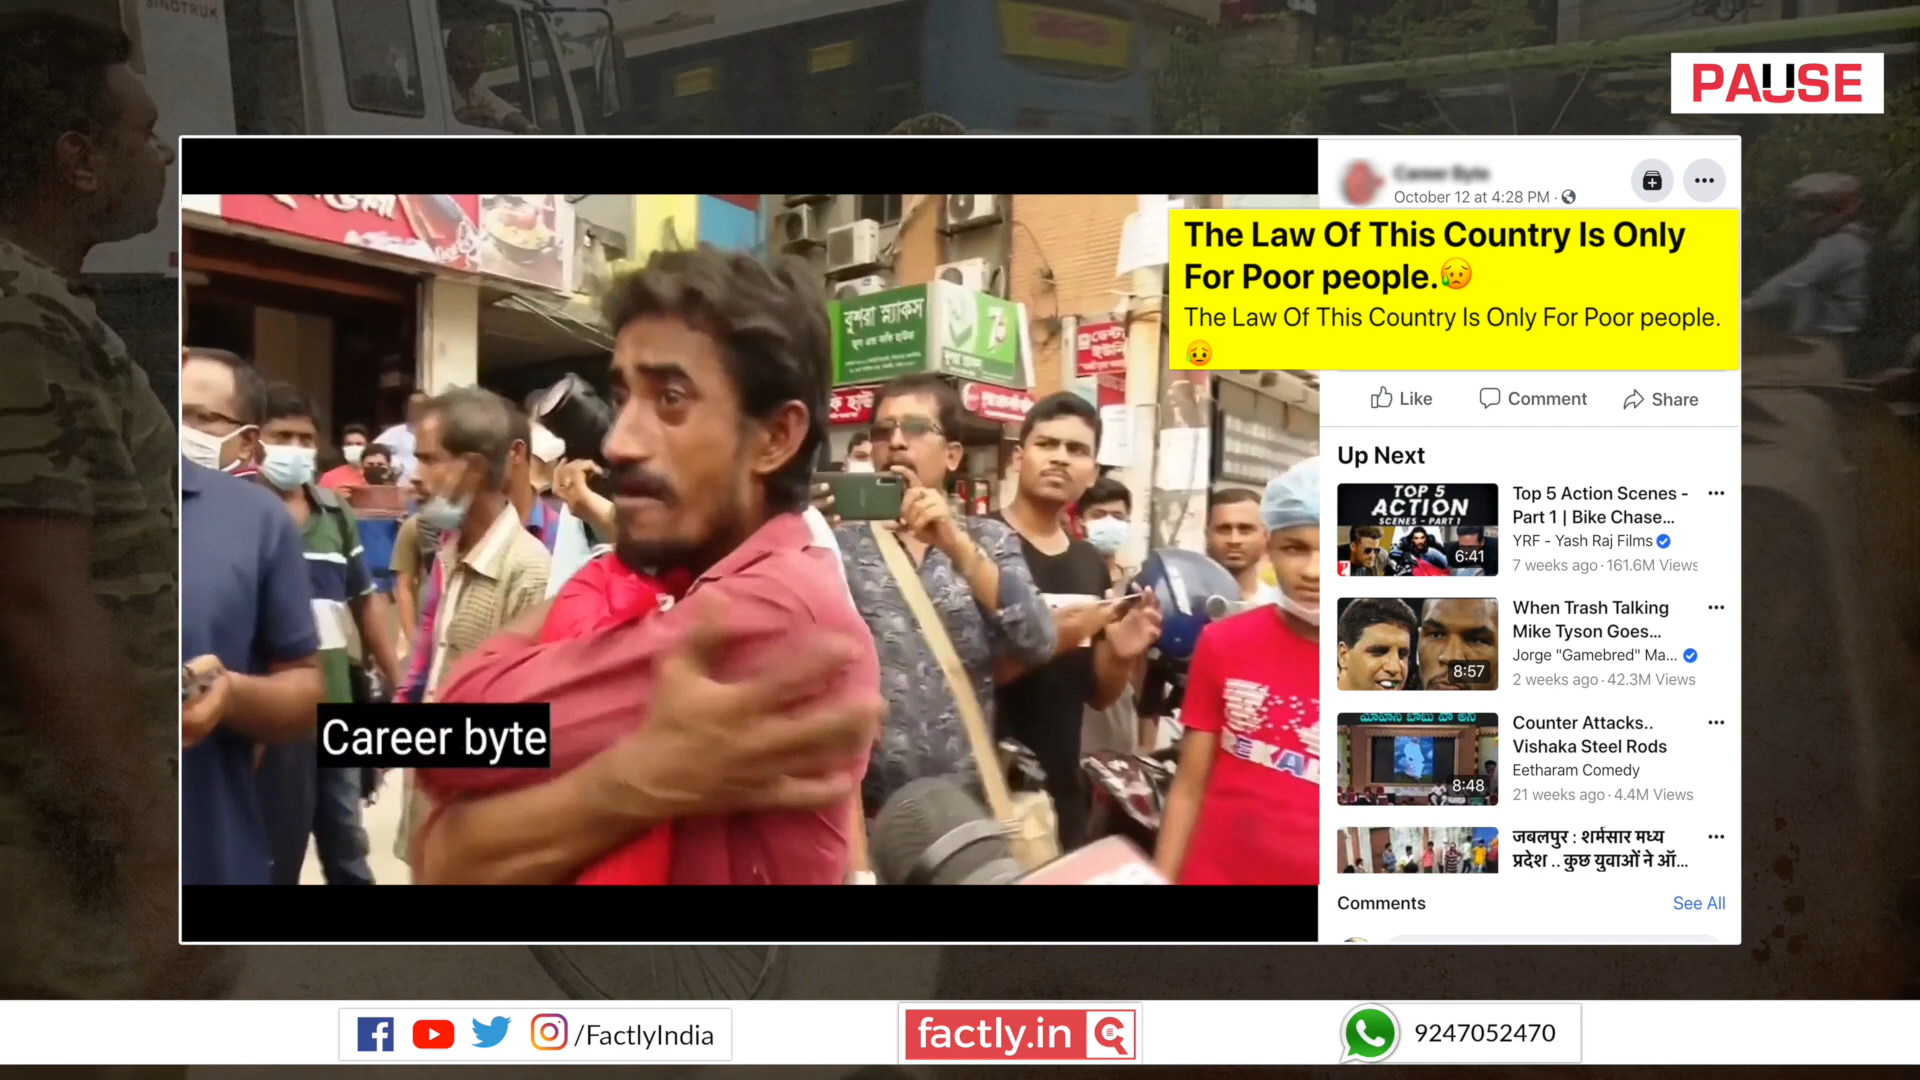 SINOTRUK
PAUSE
October 12 at 4:28 PM
The Law Of This Country Is Only
For Poor people.😥
The Law Of This Country Is Only For Poor people.
😥
Like Comment Share
Up Next
TOP 5
ACTION
SCENES - PART 1
6:41
Top 5 Action Scenes -
Part 1 | Bike Chase...
YRF - Yash Raj Films
7 weeks ago · 161.6M Views
8:57
When Trash Talking
Mike Tyson Goes...
Jorge "Gamebred" Ma...
2 weeks ago · 42.3M Views
8:48
Counter Attacks..
Vishaka Steel Rods
Eetharam Comedy
21 weeks ago · 4.4M Views
जबलपुर : शर्मसार मध्य
प्रदेश .. कुछ युवाओं ने ऑ...
Comments See All
বুশরা স্ন্যাকস
Career byte
/FactlyIndia
factly.in
9247052470